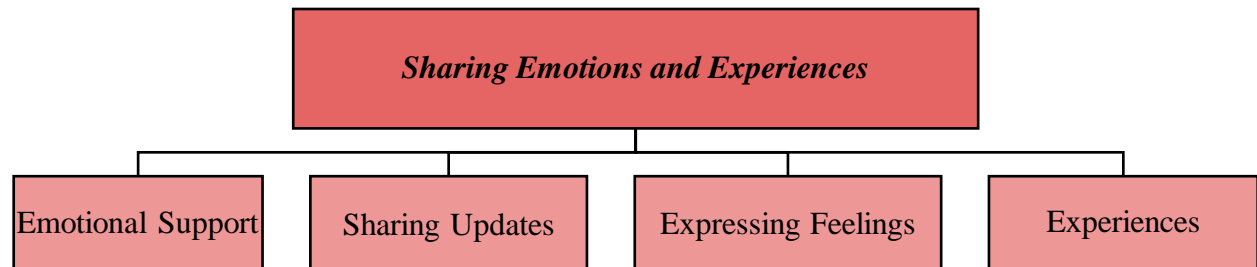 Sharing Emotions and Experiences
Emotional Support
Sharing Updates
Expressing Feelings
Experiences